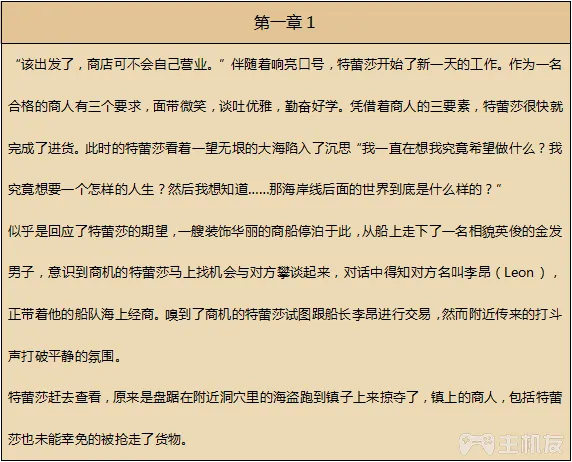 第一章 1
“该出发了，商店可不会自己营业。”伴随着响亮口号，特蕾莎开始了新一天的工作。作为一名
合格的商人有三个要求，面带微笑，谈吐优雅，勤奋好学。凭借着商人的三要素，特蕾莎很快就
完成了进货。此时的特蕾莎看着一望无垠的大海陷入了沉思“我一直在想我究竟希望做什么？我
究竟想要一个怎样的人生？然后我想知道……那海岸线后面的世界到底是什么样的？”
似乎是回应了特蕾莎的期望，一艘装饰华丽的商船停泊于此，从船上走下了一名相貌英俊的金发
男子，意识到商机的特蕾莎马上找机会与对方攀谈起来，对话中得知对方名叫李昂（Leon），
正带着他的船队海上经商。嗅到了商机的特蕾莎试图跟船长李昂进行交易，然而附近传来的打斗
声打破平静的氛围。
特蕾莎赶去查看，原来是盘踞在附近洞穴里的海盗跑到镇子上来掠夺了，镇上的商人，包括特蕾
莎也未能幸免的被抢走了货物。
主机友